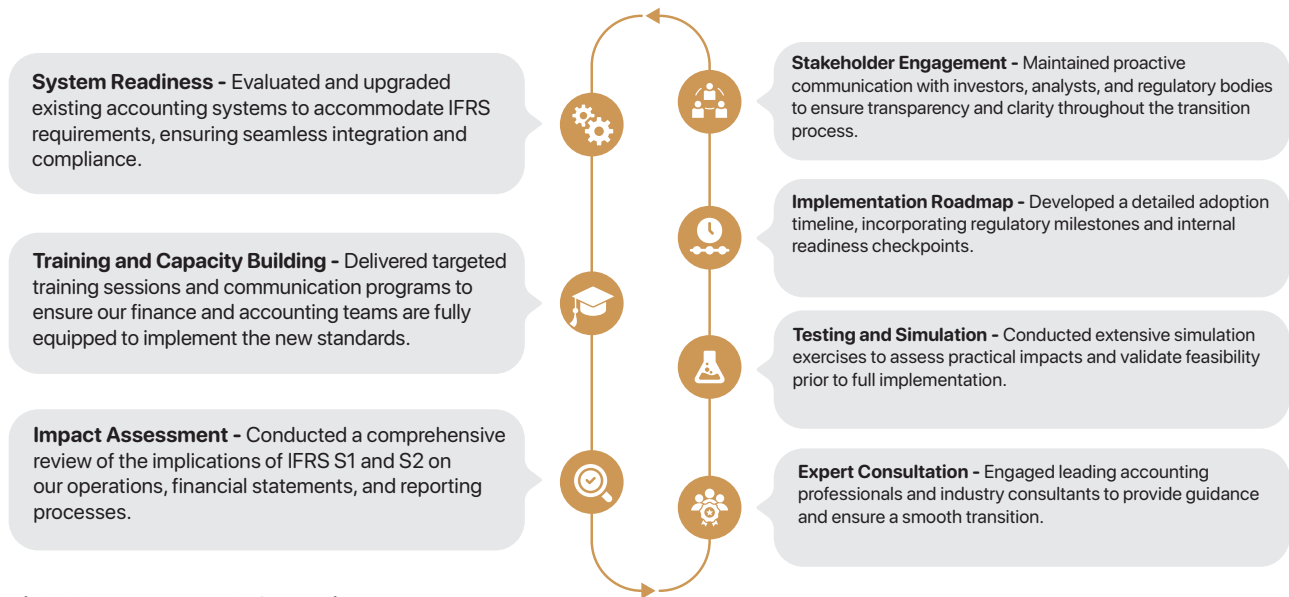 System Readiness - Evaluated and upgraded
existing accounting systems to accommodate IFRS
requirements, ensuring seamless integration and
compliance.
Training and Capacity Building - Delivered targeted
training sessions and communication programs to
ensure our finance and accounting teams are fully
equipped to implement the new standards.
Impact Assessment - Conducted a comprehensive
review of the implications of IFRS S1 and S2 on
our operations, financial statements, and reporting
processes.
Stakeholder Engagement - Maintained proactive
communication with investors, analysts, and regulatory bodies
to ensure transparency and clarity throughout the transition
process.
Implementation Roadmap - Developed a detailed adoption
timeline, incorporating regulatory milestones and internal
readiness checkpoints.
Testing and Simulation - Conducted extensive simulation
exercises to assess practical impacts and validate feasibility
prior to full implementation.
Expert Consultation - Engaged leading accounting
professionals and industry consultants to provide guidance
and ensure a smooth transition.